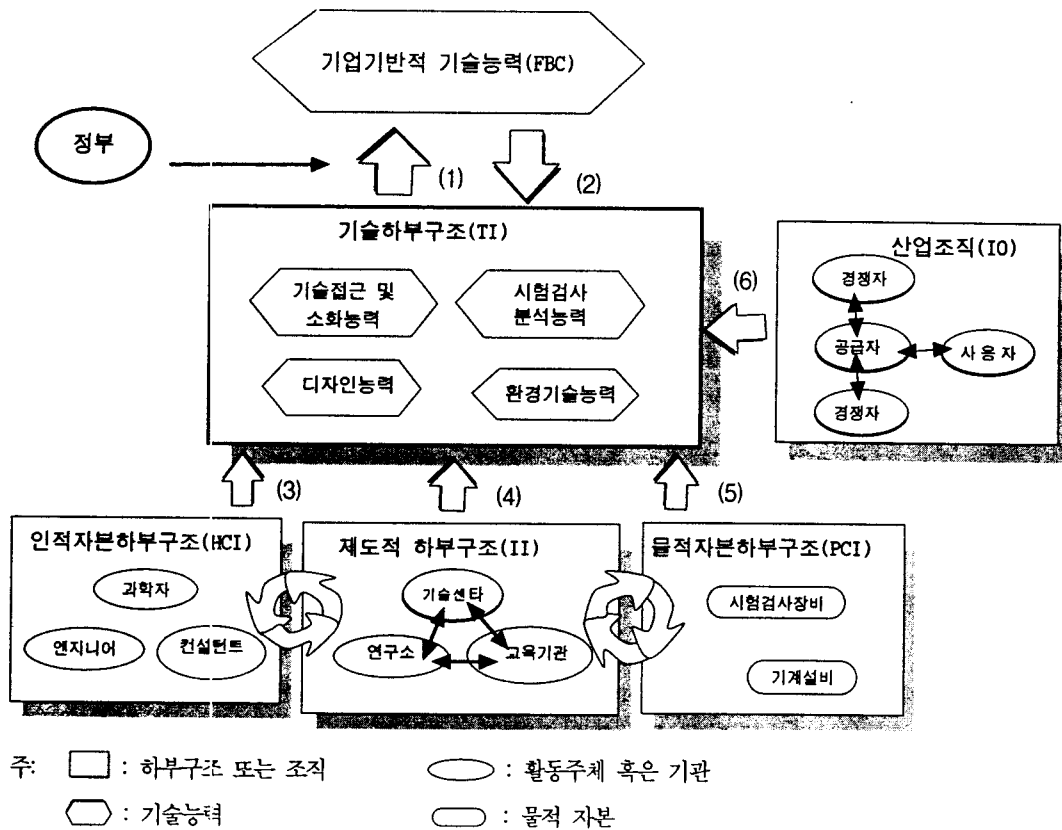 기업기반적 기술능력(FBC)
정부
(1)
(2)
기술하부구조(TI)
기술접근 및
소화능력
시험검사
분석능력
디자인능력
환경기술능력
(6)
산업조직(IO)
경쟁자
공급자
사용자
경쟁자
(3)
(4)
(5)
인적자본하부구조(HCI)
과학자
엔지니어
컨설턴트
제도적 하부구조(II)
기술센타
연구소
교육기관
물적자본하부구조(PCI)
시험검사장비
기계설비
주:
: 하부구조 또는 조직
: 활동주체 혹은 기관
: 기술능력
: 물적 자본